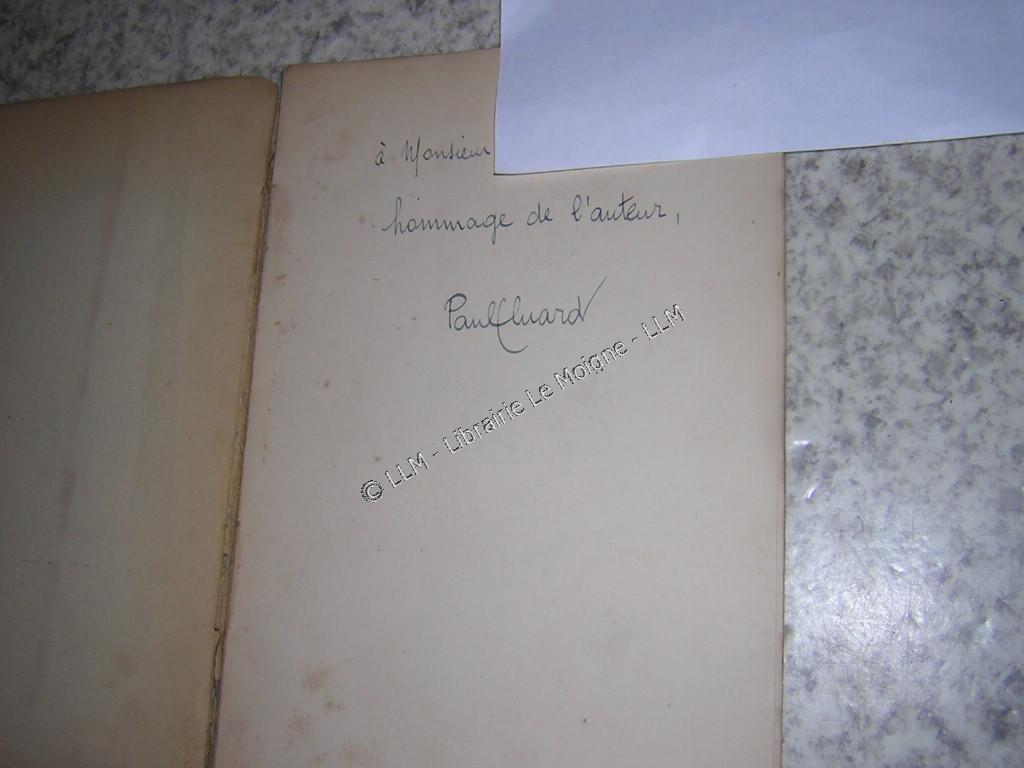 à Monsieur
hommage de l'auteur,
Paul Eluard
© LLM - Librairie Le Moigne - LLM